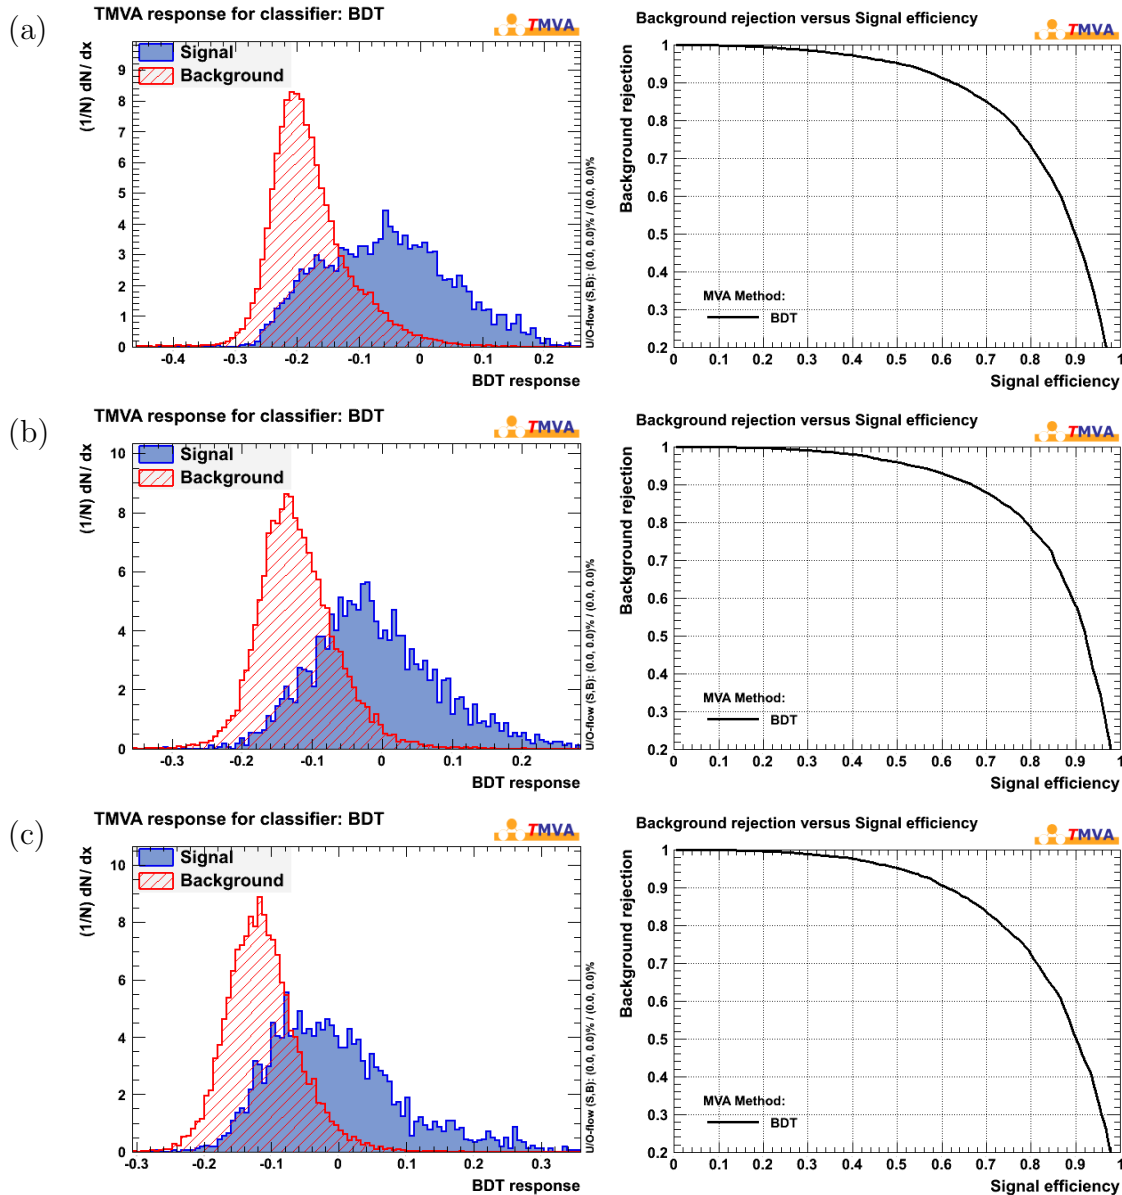 (a)
TMVA response for classifier: BDT
TMVA
Signal
Background
(1/N) dN/ dx
9
8
7
6
5
4
3
2
1
0
-0.4 -0.3 -0.2 -0.1 0 0.1 0.2
BDT response
U/O-flow (S,B): (0.0, 0.0)% / (0.0, 0.0)%
Background rejection versus Signal efficiency
TMVA
Background rejection
1
0.9
0.8
0.7
0.6
0.5
0.4
0.3
0.2
MVA Method:
BDT
0 0.1 0.2 0.3 0.4 0.5 0.6 0.7 0.8 0.9 1
Signal efficiency
(b)
TMVA response for classifier: BDT
TMVA
Signal
Background
(1/N) dN/ dx
10
8
6
4
2
0
-0.3 -0.2 -0.1 0 0.1 0.2
BDT response
U/O-flow (S,B): (0.0, 0.0)% / (0.0, 0.0)%
Background rejection versus Signal efficiency
TMVA
Background rejection
1
0.9
0.8
0.7
0.6
0.5
0.4
0.3
0.2
MVA Method:
BDT
0 0.1 0.2 0.3 0.4 0.5 0.6 0.7 0.8 0.9 1
Signal efficiency
(c)
TMVA response for classifier: BDT
TMVA
Signal
Background
(1/N) dN/ dx
10
8
6
4
2
0
-0.3 -0.2 -0.1 0 0.1 0.2 0.3
BDT response
U/O-flow (S,B): (0.0, 0.0)% / (0.0, 0.0)%
Background rejection versus Signal efficiency
TMVA
Background rejection
1
0.9
0.8
0.7
0.6
0.5
0.4
0.3
0.2
MVA Method:
BDT
0 0.1 0.2 0.3 0.4 0.5 0.6 0.7 0.8 0.9 1
Signal efficiency